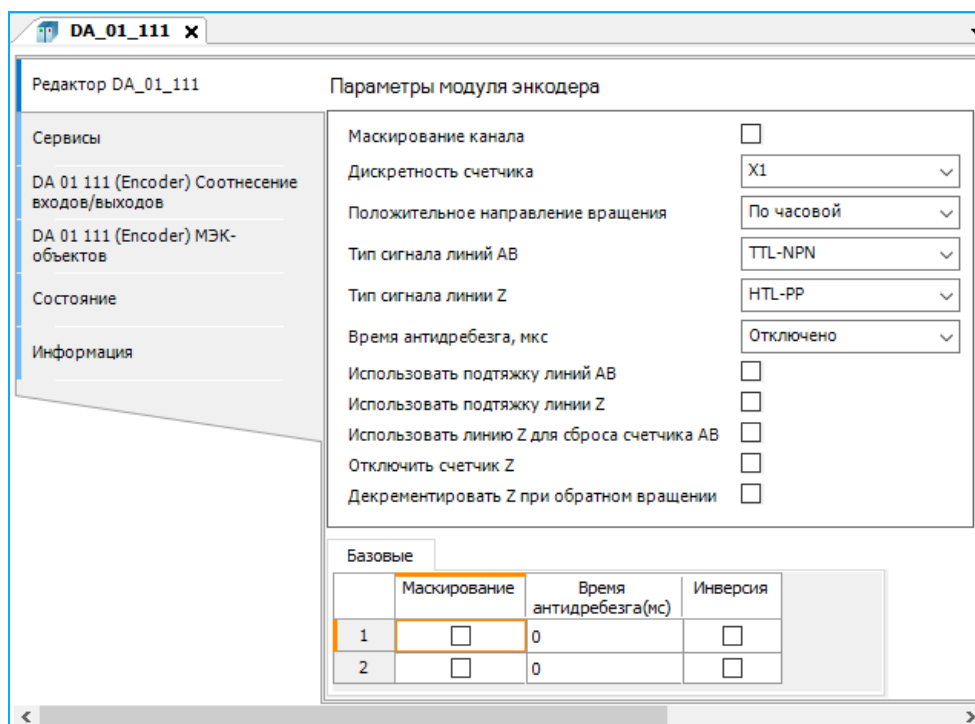 DA_01_111
Редактор DA_01_111
Сервисы
DA 01 111 (Encoder) Соотнесение
входов/выходов
DA 01 111 (Encoder) МЭК-
объектов
Состояние
Информация
Параметры модуля энкодера
Маскирование канала
Дискретность счетчика X1
Положительное направление вращения По часовой
Тип сигнала линий AB TTL-NPN
Тип сигнала линии Z HTL-PP
Время антидребезга, мкс Отключено
Использовать подтяжку линий AB
Использовать подтяжку линии Z
Использовать линию Z для сброса счетчика AB
Отключить счетчик Z
Декрементировать Z при обратном вращении
Базовые
Маскирование Время Инверсия
антидребезга(мс)
1 0
2 0